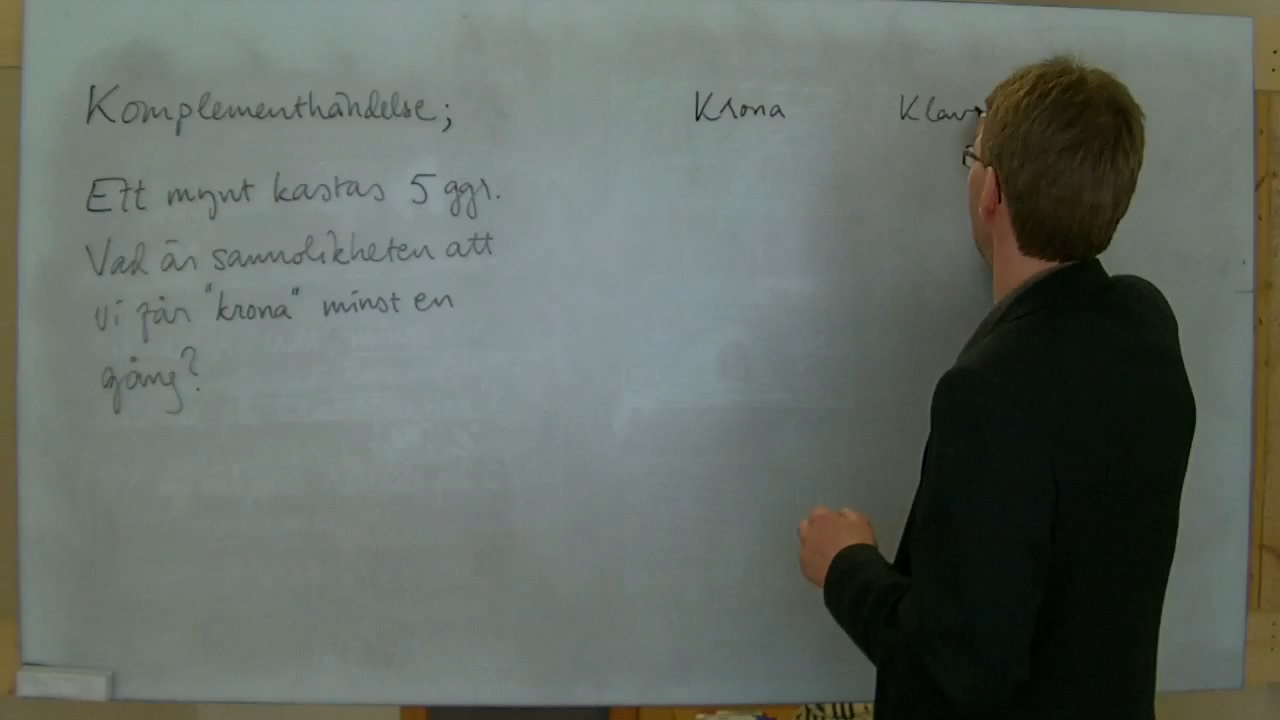 Komplementhändelse;
Krona
Ett mynt kastas 5 ggr.
Vad är sannolikheten att
vi får "krona" minst en
gång?